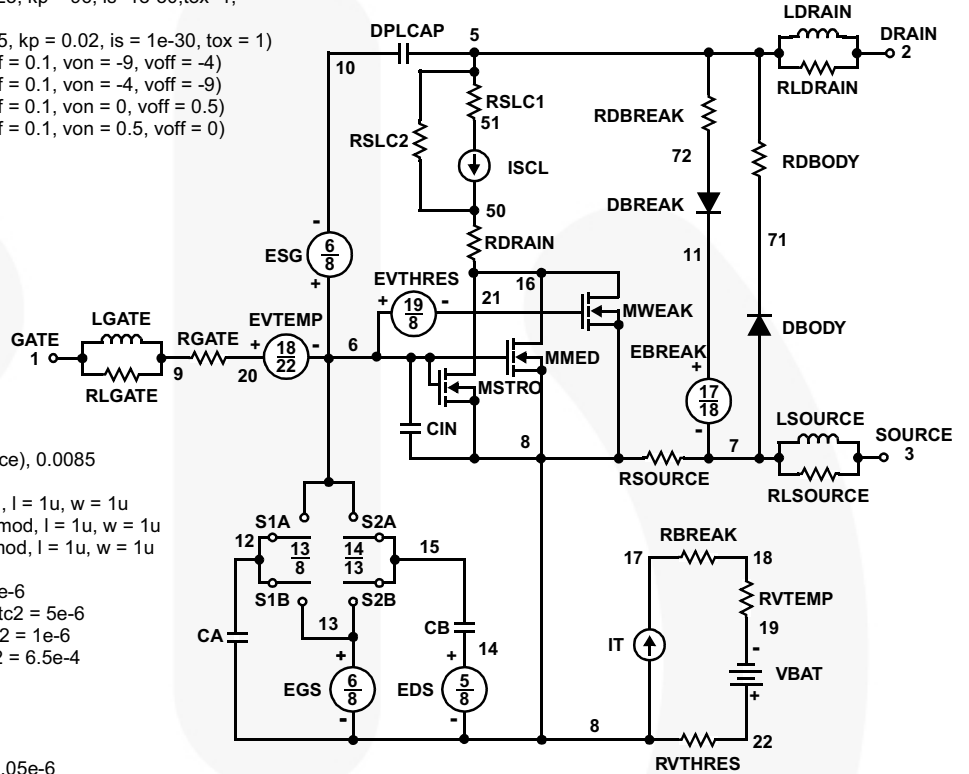 5, kp = 0.02, is = 1e-30, tox = 1)
f = 0.1, von = -9, voff = -4)
f = 0.1, von = -4, voff = -9)
f = 0.1, von = 0, voff = 0.5)
f = 0.1, von = 0.5, voff = 0)
DPLCAP
5
10
LDRAIN
DRAIN
2
RLDRAIN
RSLC1
51
RSLC2
ISCL
50
RDBREAK
72
RDBODY
DBREAK
RDRAIN
71
11
-
ESG
6
8
+
EVTHRES
16
21
+
19
8
-
MWEAK
LGATE
GATE
1
RLGATE
9
RGATE
20
EVTEMP
+
18
22
-
6
MMED
MSTRO
DBODY
EBREAK
+
17
18
-
CIN
8
7
LSOURCE
SOURCE
3
RSOURCE
RLSOURCE
ce), 0.0085
, l = 1u, w = 1u
mod, l = 1u, w = 1u
nod, l = 1u, w = 1u
e-6
tc2 = 5e-6
2 = 1e-6
2 = 6.5e-4
.05e-6
S1A
S2A
12
13
8
14
13
15
S1B
S2B
13
CA
CB
14
+
EGS
6
8
-
+
EDS
5
8
-
8
RBREAK
17
18
RVTEMP
19
IT
-
VBAT
+
22
RVTHRES